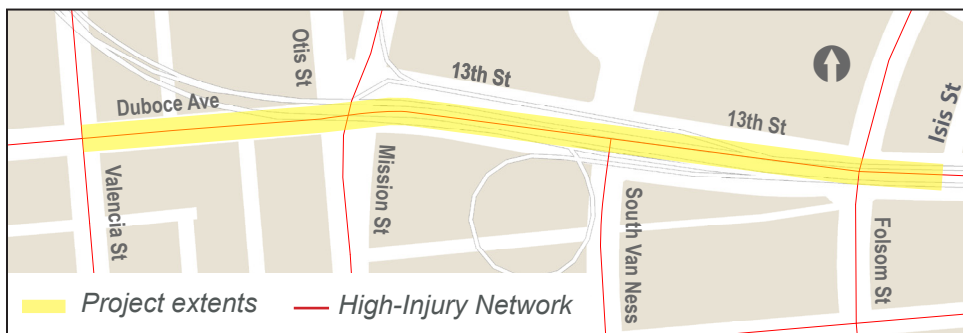 Otis St
13th St
Duboce Ave
13th St
Isis St
Valencia St
Mission St
South Van Ness
Folsom St
Project extents
High-Injury Network